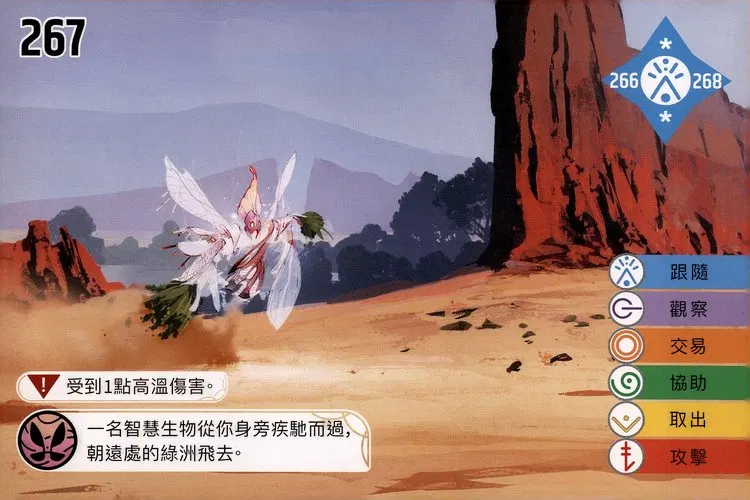 267
*
266 268
*
跟隨
觀察
交易
協助
取出
攻擊
! 受到1點高溫傷害。
一名智慧生物從你身旁疾馳而過,
朝遠處的綠洲飛去。